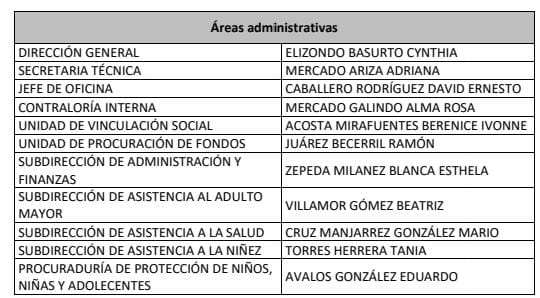 Áreas administrativas
DIRECCIÓN GENERAL ELIZONDO BASURTO CYNTHIA
SECRETARIA TÉCNICA MERCADO ARIZA ADRIANA
JEFE DE OFICINA CABALLERO RODRÍGUEZ DAVID ERNESTO
CONTRALORÍA INTERNA MERCADO GALINDO ALMA ROSA
UNIDAD DE VINCULACIÓN SOCIAL ACOSTA MIRAFUENTES BERENICE IVONNE
UNIDAD DE PROCURACIÓN DE FONDOS JUÁREZ BECERRIL RAMÓN
SUBDIRECCIÓN DE ADMINISTRACIÓN Y
FINANZAS
ZEPEDA MILANEZ BLANCA ESTHELA
SUBDIRECCIÓN DE ASISTENCIA AL ADULTO
MAYOR
VILLAMOR GÓMEZ BEATRIZ
SUBDIRECCIÓN DE ASISTENCIA A LA SALUD CRUZ MANJARREZ GONZÁLEZ MARIO
SUBDIRECCIÓN DE ASISTENCIA A LA NIÑEZ TORRES HERRERA TANIA
PROCURADURÍA DE PROTECCIÓN DE NIÑOS,
NIÑAS Y ADOLECENTES
AVALOS GONZÁLEZ EDUARDO